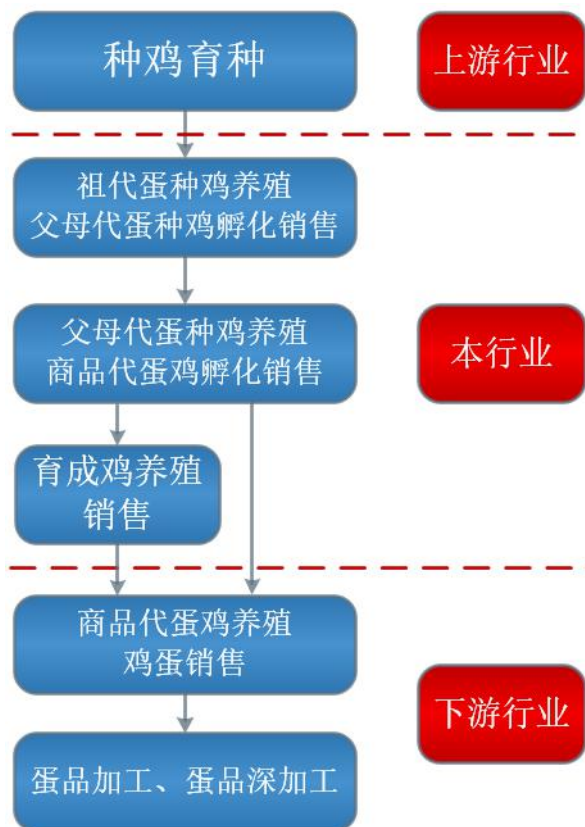 种鸡育种
上游行业
祖代蛋种鸡养殖
父母代蛋种鸡孵化销售
父母代蛋种鸡养殖
商品代蛋鸡孵化销售
本行业
育成鸡养殖
销售
商品代蛋鸡养殖
鸡蛋销售
下游行业
蛋品加工、蛋品深加工